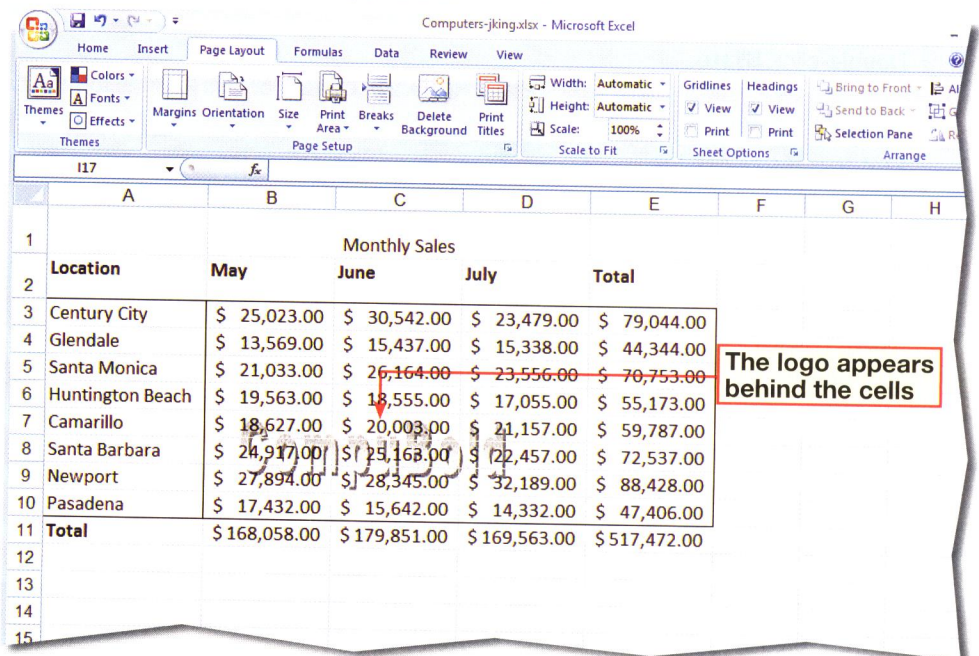 Computers-jking.xlsx - Microsoft Excel
Home Insert Page Layout Formulas Data Review View
Aa Colors Width: Automatic Gridlines Headings Bring to Front
Themes A Fonts Margins Orientation Size Print Area Breaks Delete Background Print Titles Height: Automatic View View Send to Back
Effects Scale: 100% Print Print Selection Pane
Themes Page Setup Scale to Fit Sheet Options Arrange
I17 fx
A B C D E F G H
1 Monthly Sales
2 Location May June July Total
3 Century City $ 25,023.00 $ 30,542.00 $ 23,479.00 $ 79,044.00
4 Glendale $ 13,569.00 $ 15,437.00 $ 15,338.00 $ 44,344.00
5 Santa Monica $ 21,033.00 $ 26,164.00 $ 23,556.00 $ 70,753.00
The logo appears
behind the cells
6 Huntington Beach $ 19,563.00 $ 18,555.00 $ 17,055.00 $ 55,173.00
7 Camarillo $ 18,627.00 $ 20,003.00 $ 21,157.00 $ 59,787.00
CompuBold
8 Santa Barbara $ 24,917.00 $ 25,163.00 $ 22,457.00 $ 72,537.00
9 Newport $ 27,894.00 $ 28,345.00 $ 32,189.00 $ 88,428.00
10 Pasadena $ 17,432.00 $ 15,642.00 $ 14,332.00 $ 47,406.00
11 Total $ 168,058.00 $ 179,851.00 $ 169,563.00 $ 517,472.00
12
13
14
15